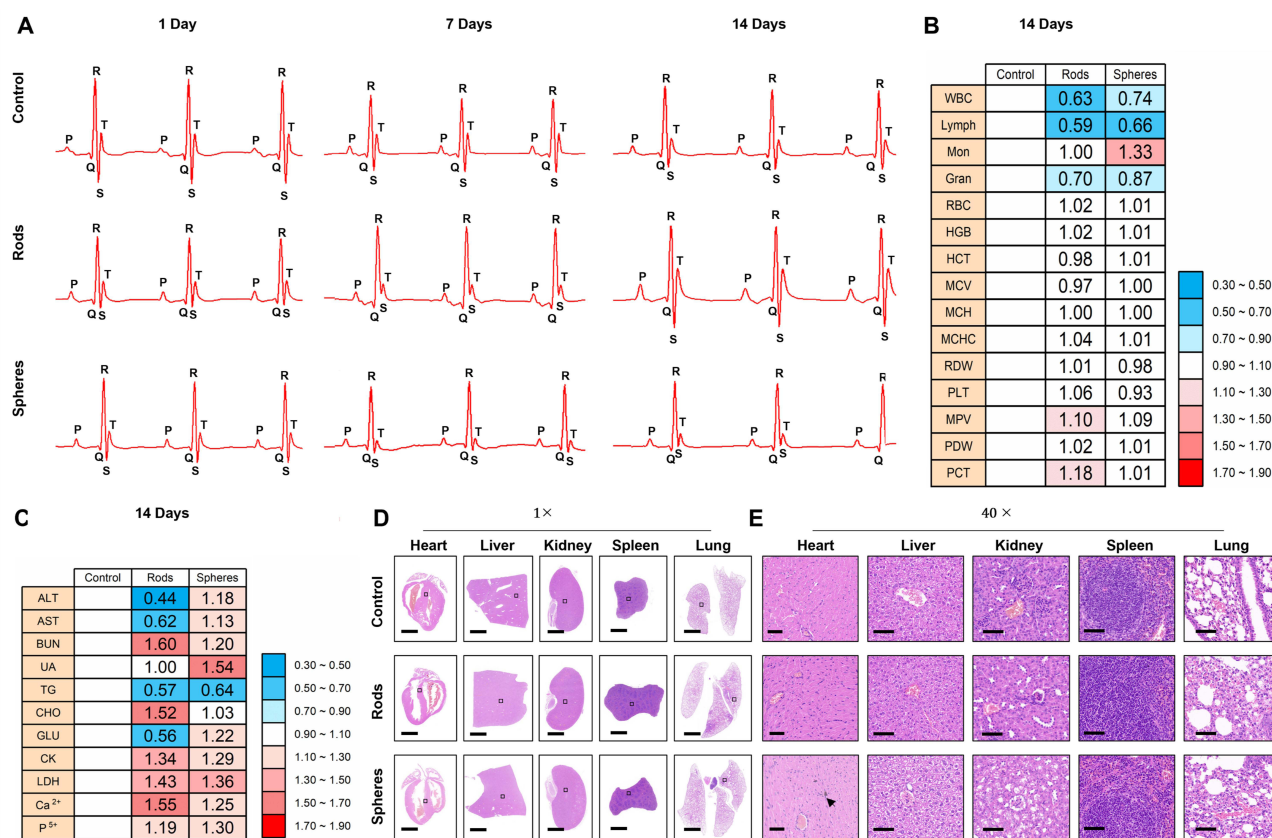 A
1 Day
7 Days
14 Days
Control
R R R R R R R R R
P T P T P T P T P T P T P T P T P T
Q Q Q Q Q Q Q Q Q
S S S S S S S S S
Rods
R R R R R R R R R
P T P T P T P T P T P T P T P T P T
Q S Q S Q S Q S Q S Q S Q Q Q
S S S
Spheres
R R R R R R R R R
P T P T P T P T P T P T P T P T P
Q Q Q Q S Q S Q S Q S Q S Q
S S S
B
14 Days
Control Rods Spheres
WBC 0.63 0.74
Lymph 0.59 0.66
Mon 1.00 1.33
Gran 0.70 0.87
RBC 1.02 1.01
HGB 1.02 1.01
HCT 0.98 1.01
MCV 0.97 1.00
MCH 1.00 1.00
MCHC 1.04 1.01
RDW 1.01 0.98
PLT 1.06 0.93
MPV 1.10 1.09
PDW 1.02 1.01
PCT 1.18 1.01
0.30 ~ 0.50
0.50 ~ 0.70
0.70 ~ 0.90
0.90 ~ 1.10
1.10 ~ 1.30
1.30 ~ 1.50
1.50 ~ 1.70
1.70 ~ 1.90
C
14 Days
Control Rods Spheres
ALT 0.44 1.18
AST 0.62 1.13
BUN 1.60 1.20
UA 1.00 1.54
TG 0.57 0.64
CHO 1.52 1.03
GLU 0.56 1.22
CK 1.34 1.29
LDH 1.43 1.36
Ca²⁺ 1.55 1.25
P⁵⁺ 1.19 1.30
0.30 ~ 0.50
0.50 ~ 0.70
0.70 ~ 0.90
0.90 ~ 1.10
1.10 ~ 1.30
1.30 ~ 1.50
1.50 ~ 1.70
1.70 ~ 1.90
D
1×
Heart Liver Kidney Spleen Lung
Control
Rods
Spheres
E
40 ×
Heart Liver Kidney Spleen Lung